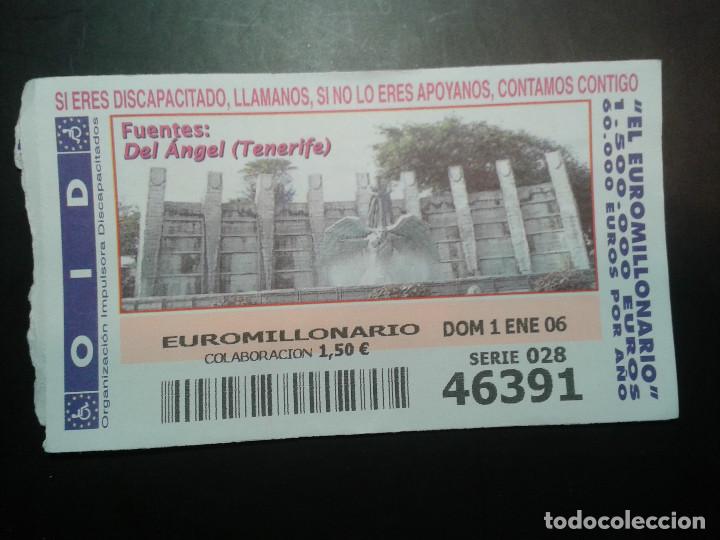 SI ERES DISCAPACITADO, LLAMANOS, SI NO LO ERES APOYANOS, CONTAMOS CONTIGO
OID
Organización Impulsora Discapacitados
Fuentes:
Del Ángel (Tenerife)
"EL EUROMILLONARIO"
1.500.000 EUROS
60.000 EUROS POR AÑO
EUROMILLONARIO DOM 1 ENE 06
COLABORACION 1,50 €
SERIE 028
46391
todocoleccion.net